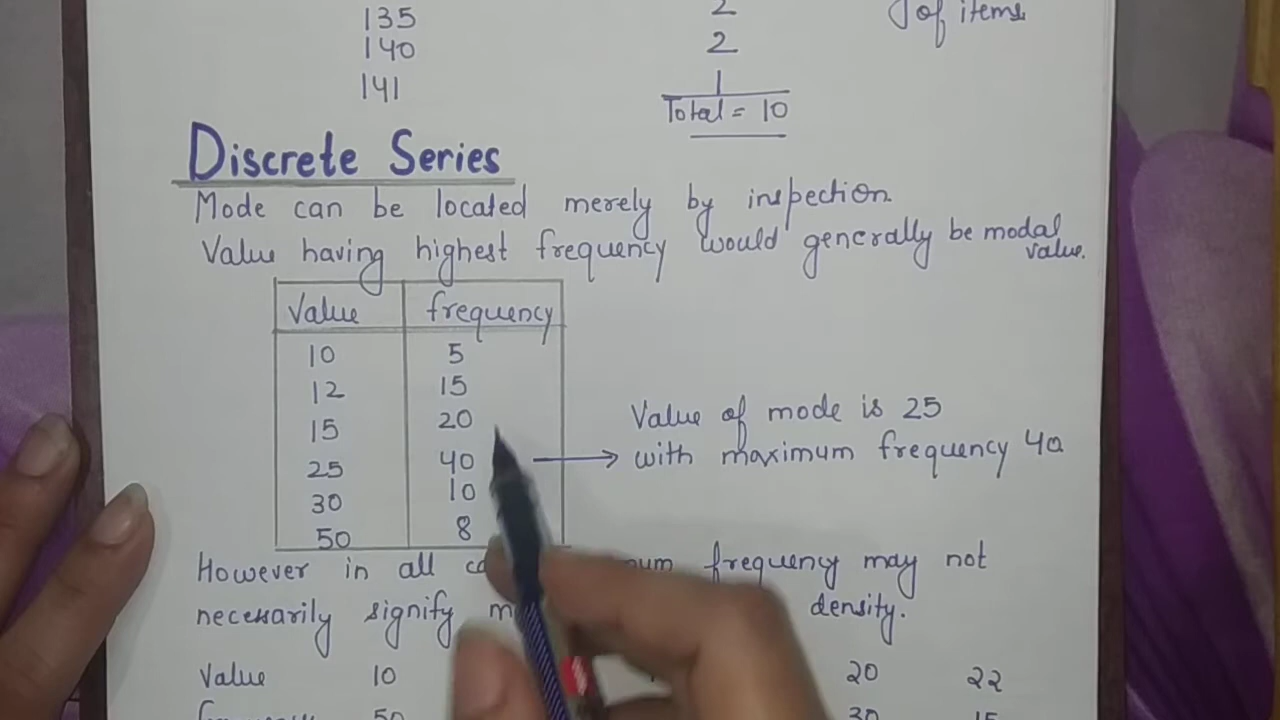 135 2 of items
140 2
141 1
Total = 10
Discrete Series
Mode can be located merely by inspection.
Value having highest frequency would generally be modal value.
Value frequency
10 5
12 15
15 20
25 40
30 10
50 8
Value of mode is 25
with maximum frequency 40
However in all frequency may not
necessarily signify density.
Value 10 20 22
50 30 15